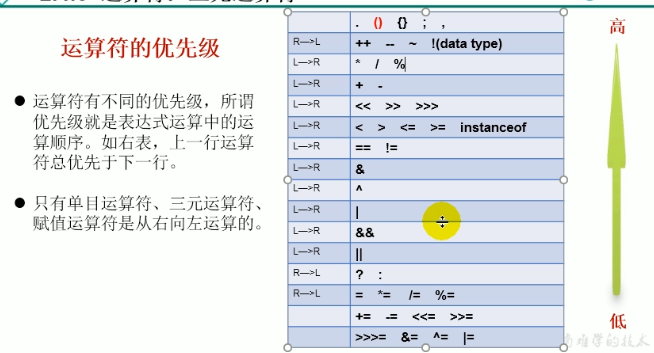 运算符的优先级
● 运算符有不同的优先级，所谓
优先级就是表达式运算中的运
算顺序。如右表，上一行运算
符总优先于下一行。
● 只有单目运算符、三元运算符、
赋值运算符是从右向左运算的。
. () {} ; ,
R—>L ++ -- ~ !(data type)
L—>R * / %
L—>R + -
L—>R << >> >>>
L—>R < > <= >= instanceof
L—>R == !=
L—>R &
L—>R ^
L—>R |
L—>R &&
L—>R ||
R—>L ? :
R—>L = *= /= %=
+= -= <<= >>=
>>>= &= ^= |=
高
低